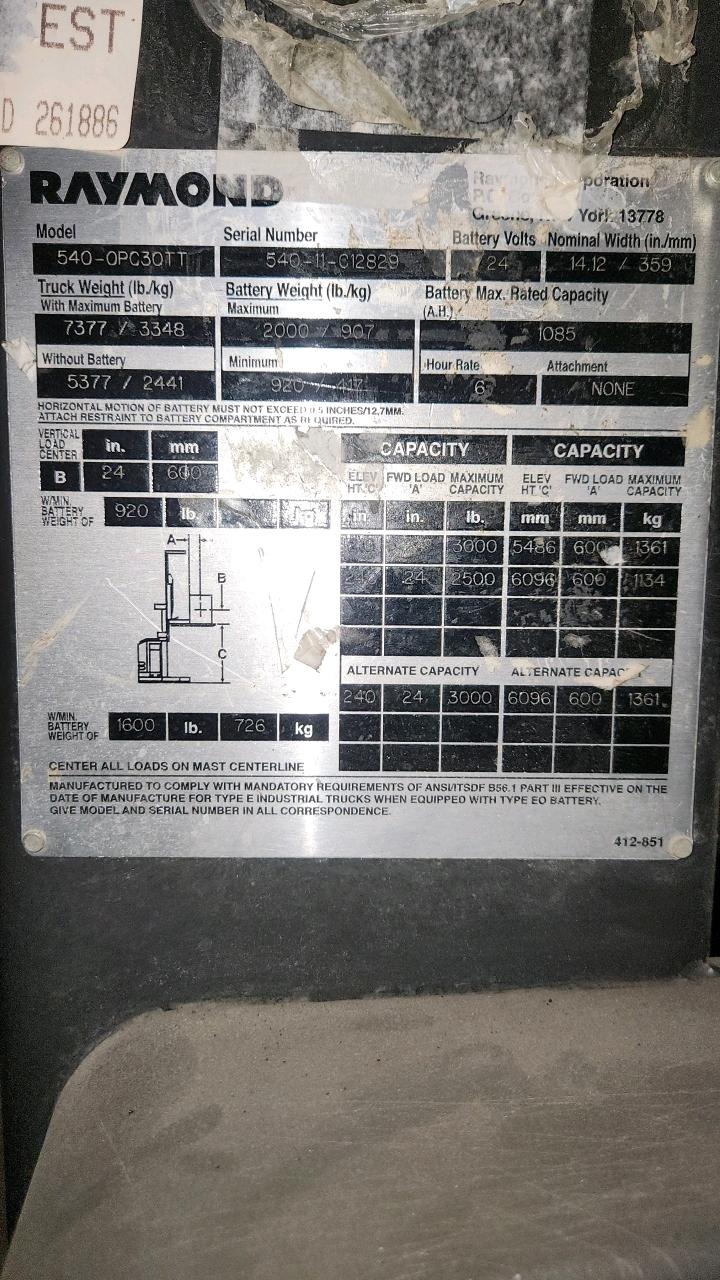 EST
D 261886
RAYMOND
Corporation
Greene, New York 13778
Model Serial Number Battery Volts Nominal Width (in./mm)
540-OPC30TT 540-11-C12829 24 14.12 / 359
Truck Weight (lb./kg) Battery Weight (lb./kg) Battery Max. Rated Capacity
With Maximum Battery Maximum (A.H.)
7377 / 3348 2000 / 907 1085
Without Battery Minimum Hour Rate Attachment
5377 / 2441 920 / 417 6 NONE
HORIZONTAL MOTION OF BATTERY MUST NOT EXCEED 0.5 INCHES/12,7MM.
ATTACH RESTRAINT TO BATTERY COMPARTMENT AS REQUIRED.
VERTICAL LOAD CENTER in. mm
B 24 600
CAPACITY CAPACITY
ELEV HT.'C' FWD LOAD 'A' MAXIMUM CAPACITY ELEV HT.'C' FWD LOAD 'A' MAXIMUM CAPACITY
W/MIN. BATTERY WEIGHT OF 920 lb. kg
in. in. lb. mm mm kg
3000 5486 600 1361
240 24 2500 6096 600 1134
A
B
C
ALTERNATE CAPACITY ALTERNATE CAPACITY
240 24 3000 6096 600 1361
W/MIN. BATTERY WEIGHT OF 1600 lb. 726 kg
CENTER ALL LOADS ON MAST CENTERLINE
MANUFACTURED TO COMPLY WITH MANDATORY REQUIREMENTS OF ANSI/ITSDF B56.1 PART III EFFECTIVE ON THE
DATE OF MANUFACTURE FOR TYPE E INDUSTRIAL TRUCKS WHEN EQUIPPED WITH TYPE EO BATTERY.
GIVE MODEL AND SERIAL NUMBER IN ALL CORRESPONDENCE.
412-851